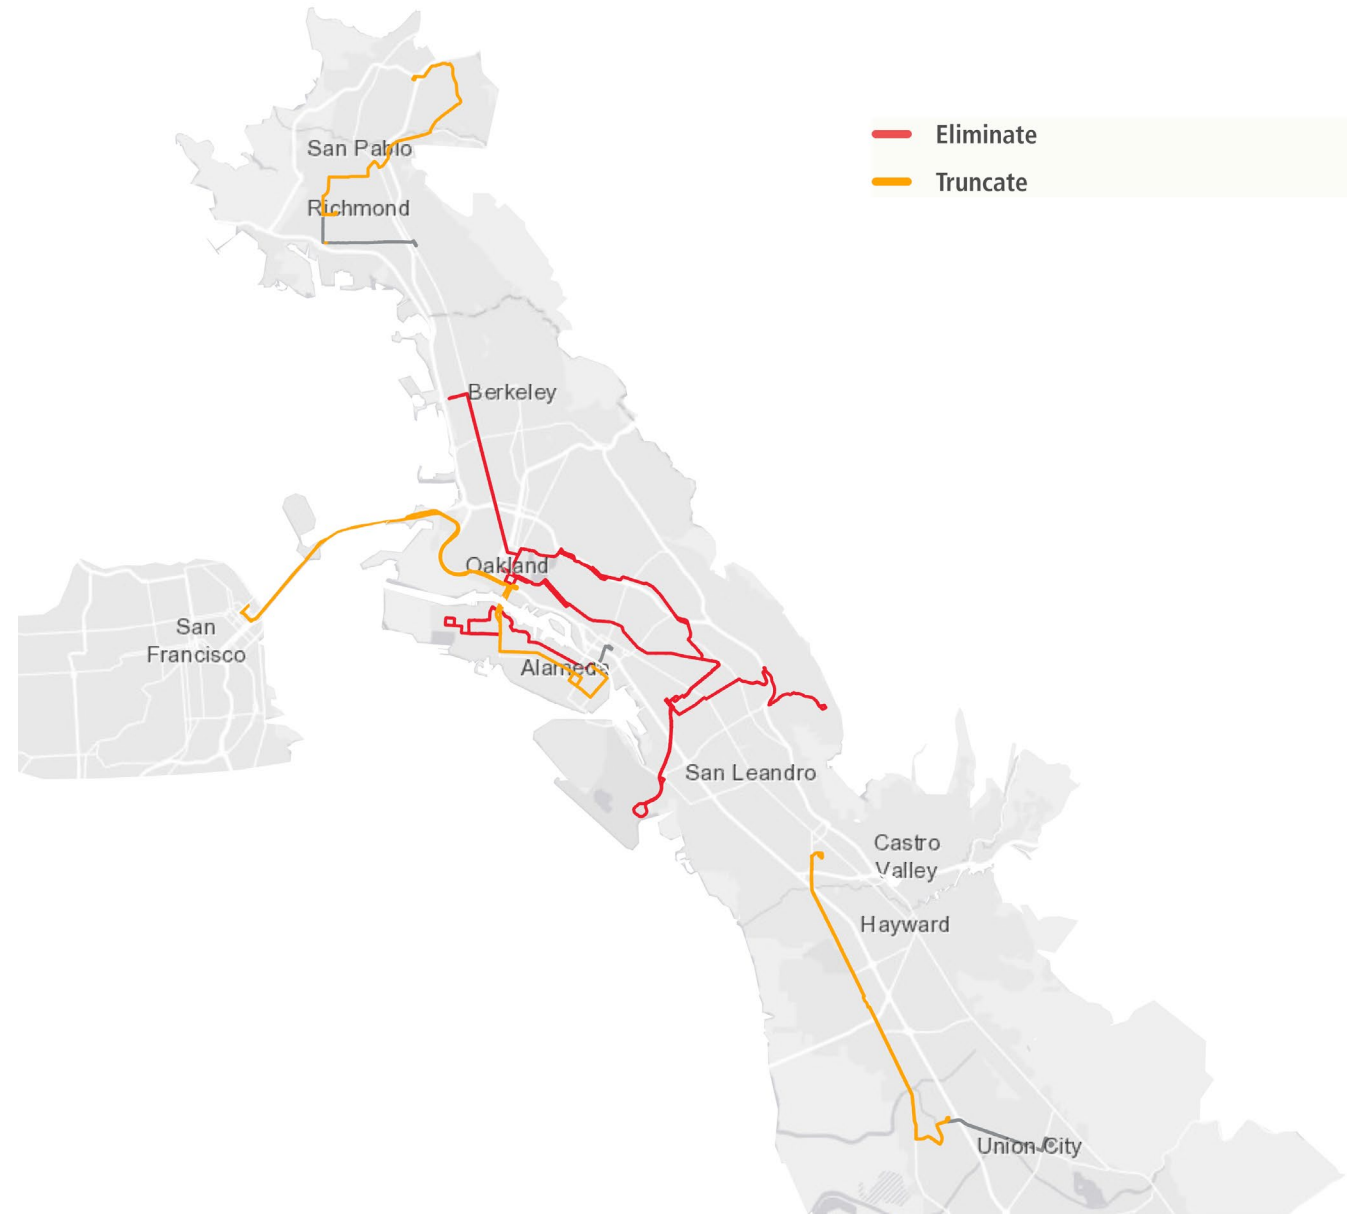 Eliminate
Truncate
San Pablo
Richmond
Berkeley
Oakland
San
Francisco
Alameda
San Leandro
Castro
Valley
Hayward
Union City